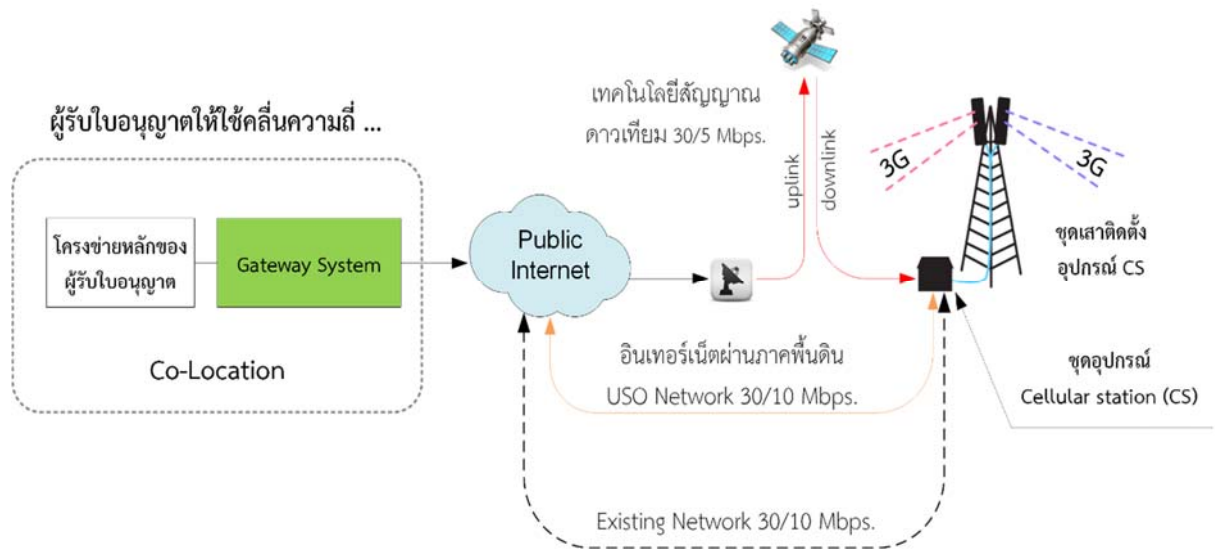 ผู้รับใบอนุญาตให้ใช้คลื่นความถี่ ...
โครงข่ายหลักของ
ผู้รับใบอนุญาต
Gateway System
Co-Location
Public
Internet
เทคโนโลยีสัญญาณ
ดาวเทียม 30/5 Mbps.
uplink
downlink
3G
3G
ชุดเสาติดตั้ง
อุปกรณ์ CS
อินเทอร์เน็ตผ่านภาคพื้นดิน
USO Network 30/10 Mbps.
ชุดอุปกรณ์
Cellular station (CS)
Existing Network 30/10 Mbps.